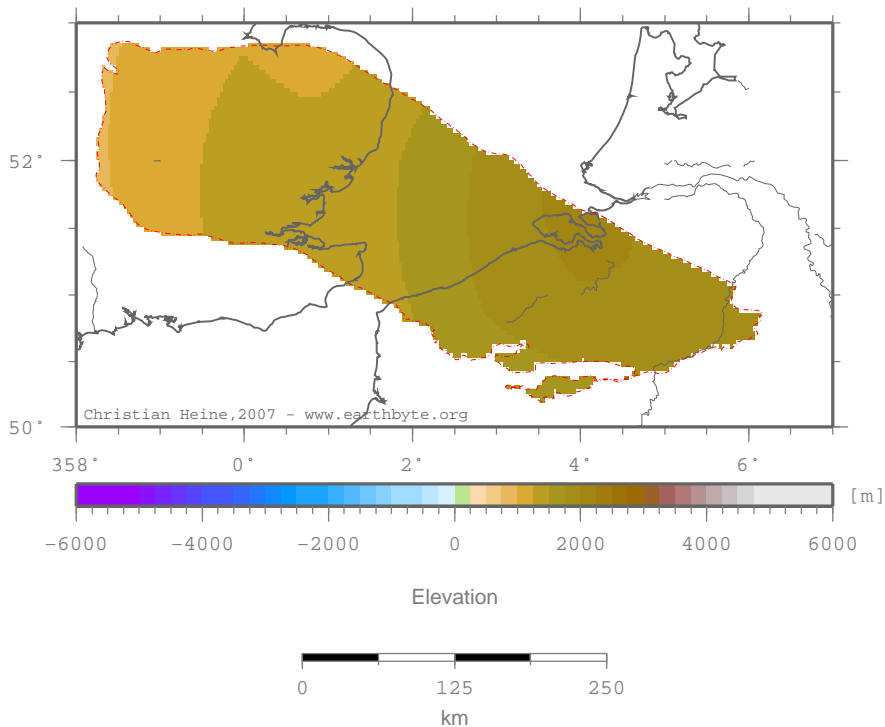 52°
50°
Christian Heine,2007 - www.earthbyte.org
358° 0° 2° 4° 6°
[m]
-6000 -4000 -2000 0 2000 4000 6000
Elevation
0 125 250
km